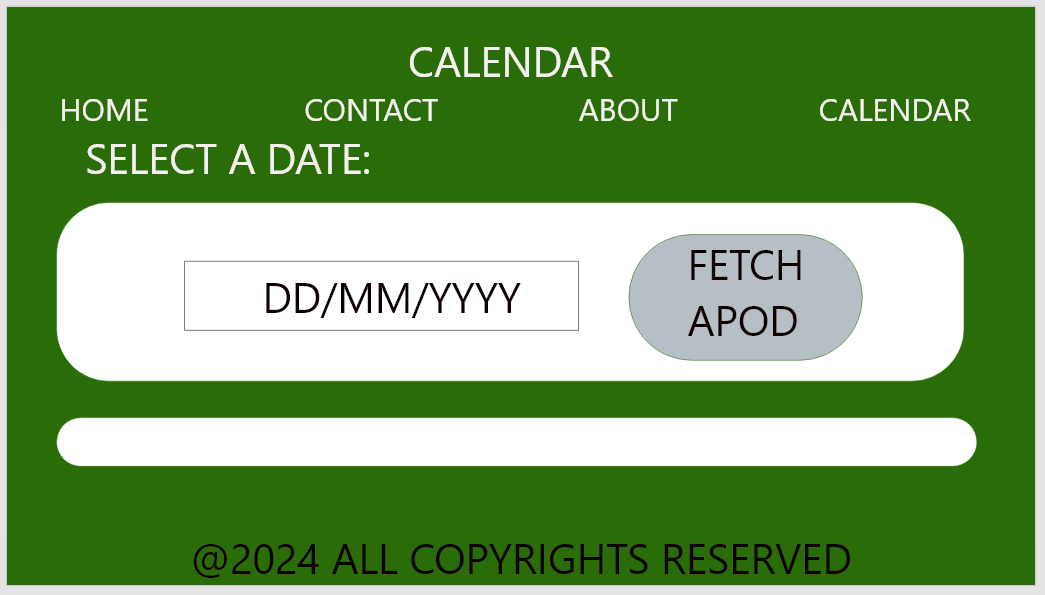 CALENDAR
HOME CONTACT ABOUT CALENDAR
SELECT A DATE:
DD/MM/YYYY
FETCH
APOD
@2024 ALL COPYRIGHTS RESERVED